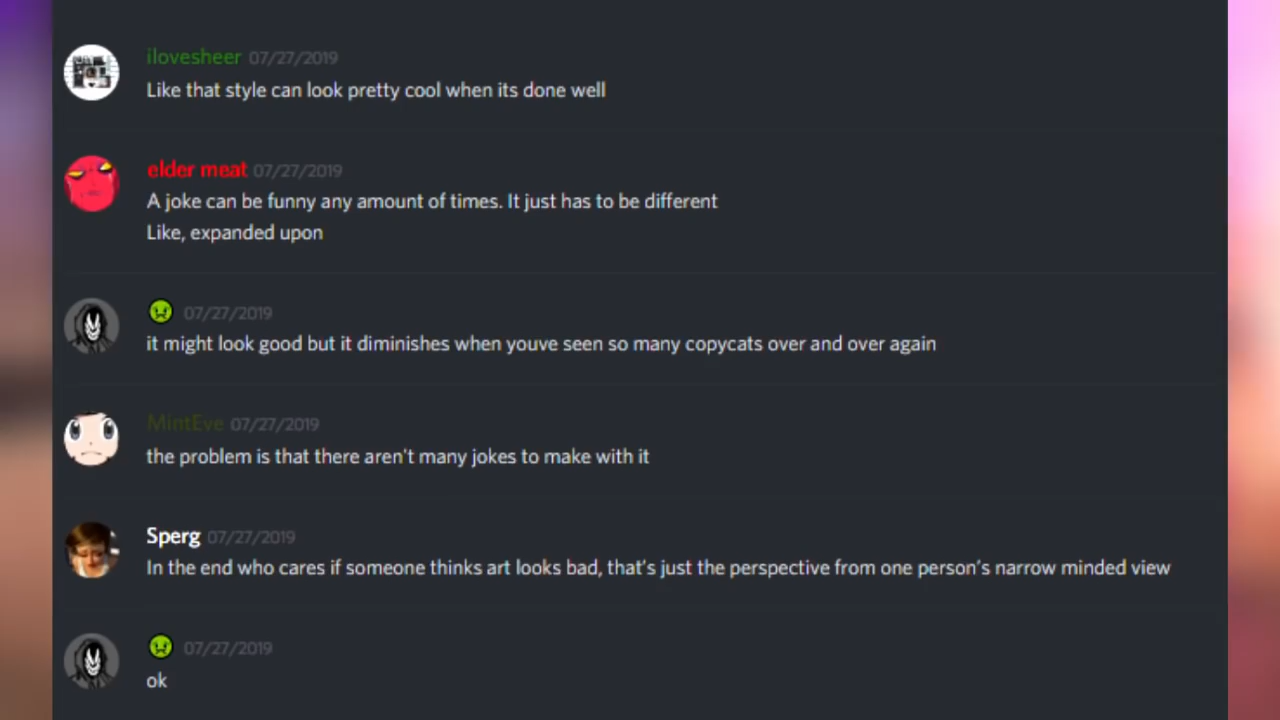 ilovesheer 07/27/2019
Like that style can look pretty cool when its done well
elder meat 07/27/2019
A joke can be funny any amount of times. It just has to be different
Like, expanded upon
07/27/2019
it might look good but it diminishes when youve seen so many copycats over and over again
MintEve 07/27/2019
the problem is that there aren't many jokes to make with it
Sperg 07/27/2019
In the end who cares if someone thinks art looks bad, that's just the perspective from one person's narrow minded view
07/27/2019
ok